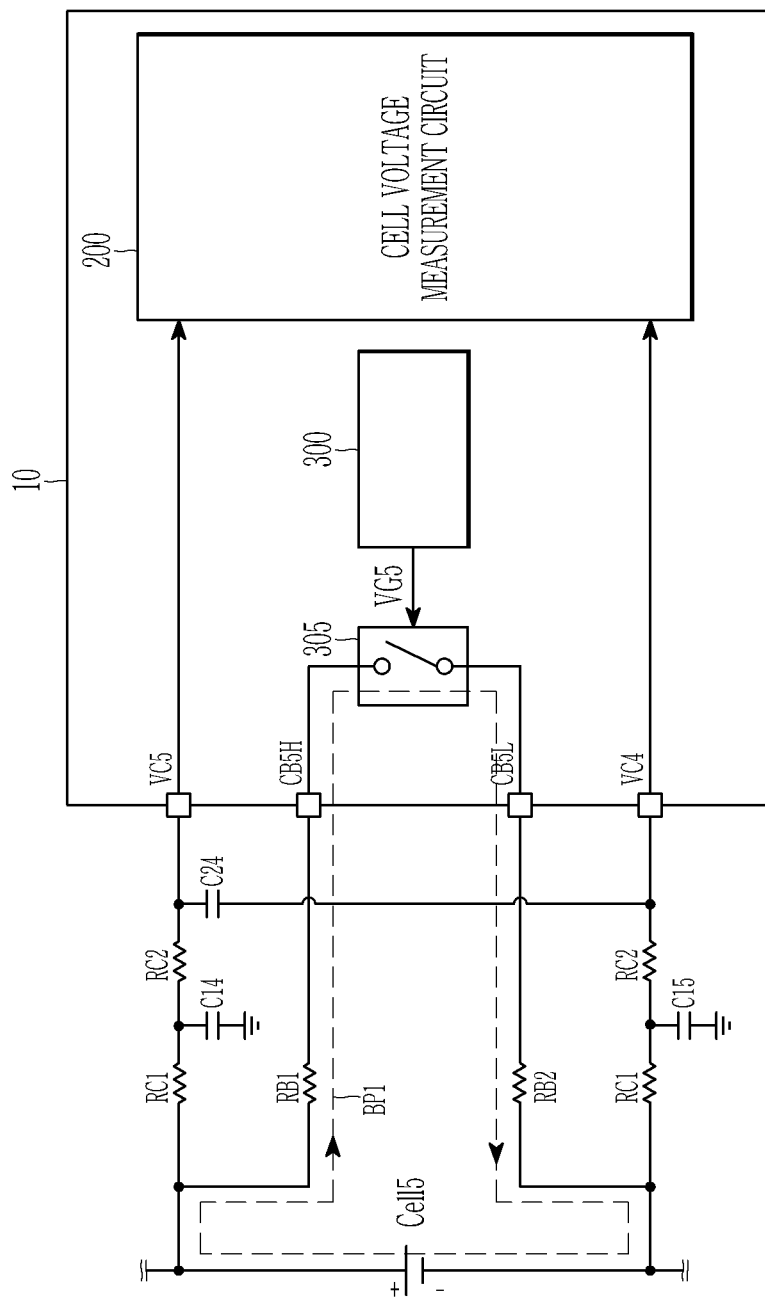 10
200
CELL VOLTAGE
MEASUREMENT CIRCUIT
300
VG5
305
VC5
CB5H
CB5L
VC4
C24
RC2
C14
RC1
RB1
BP1
RB2
RC2
C15
RC1
Cell5
+
-